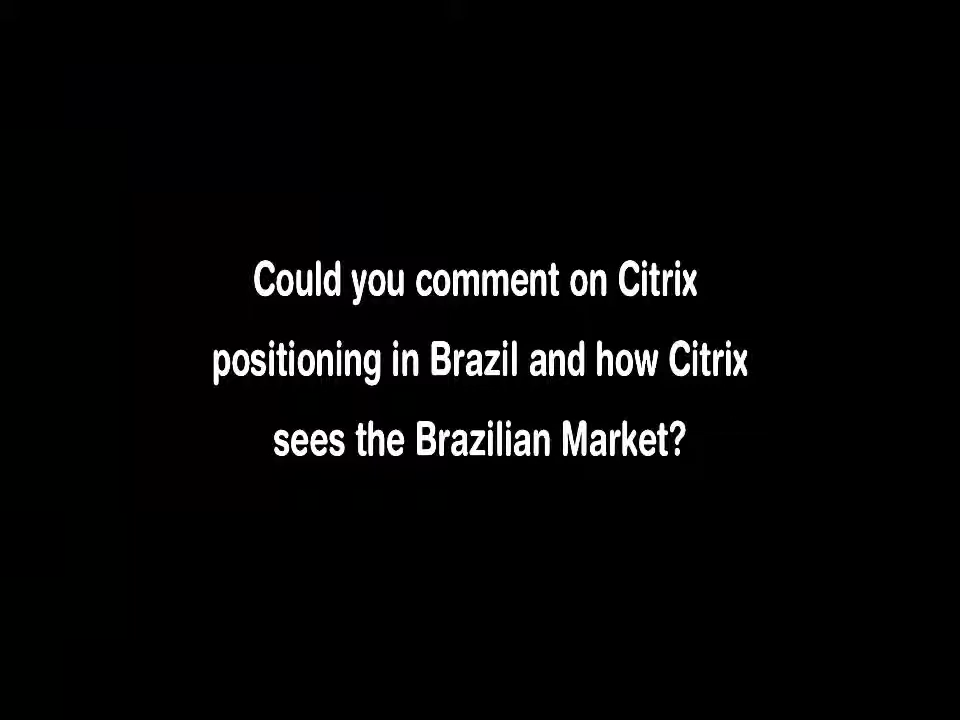 Could you comment on Citrix
positioning in Brazil and how Citrix
sees the Brazilian Market?